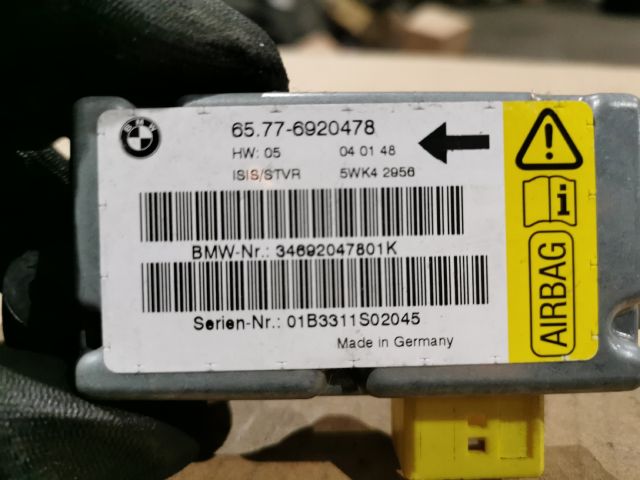 BMW
65.77-6920478
HW: 05 04 01 48
ISIS/STVR 5WK4 2956
BMW-Nr.: 34692047801K
Serien-Nr.: 01B3311S02045
Made in Germany
AIRBAG